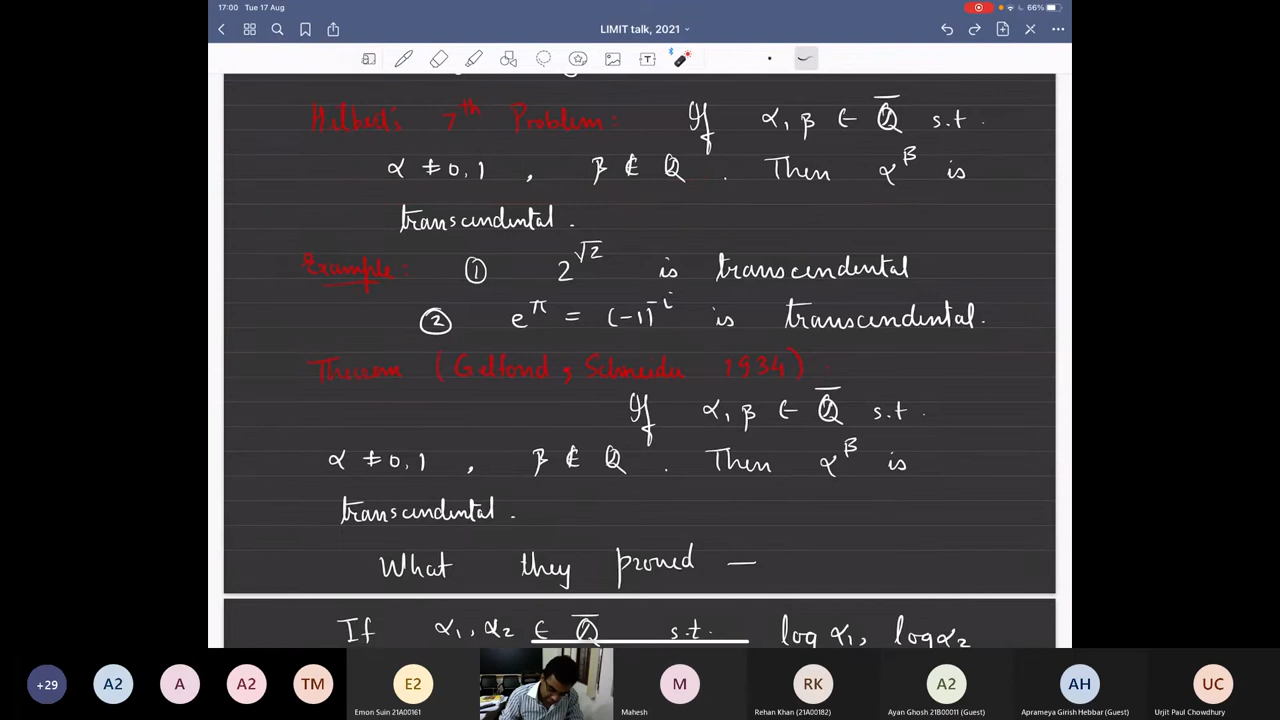 17:00 Tue 17 Aug
66%
LIMIT talk, 2021
Hilbert's 7th Problem: If α, β ∈ Q̅ s.t.
α ≠ 0, 1 , β ∉ Q . Then α^β is
transcendental.
Example: ① 2^√2 is transcendental
② e^π = (-1)^-i is transcendental.
Theorem (Gelfond, Schneider 1934)
If α, β ∈ Q̅ s.t.
α ≠ 0, 1 , β ∉ Q . Then α^β is
transcendental.
What they proved —
If α₁, α₂ ∈ Q̅ s.t. log α₁, log α₂
+29 A2 A A2 TM E2 M RK A2 AH UC
Emon Suin 21A00161 Mahesh Rehan Khan (21A00182) Ayan Ghosh 21B00011 (Guest) Aprameya Girish Hebbar (Guest) Urjit Paul Chowdhury